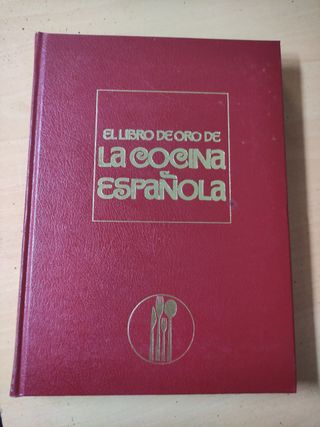 EL LIBRO DE ORO DE
LA COCINA
ESPAÑOLA